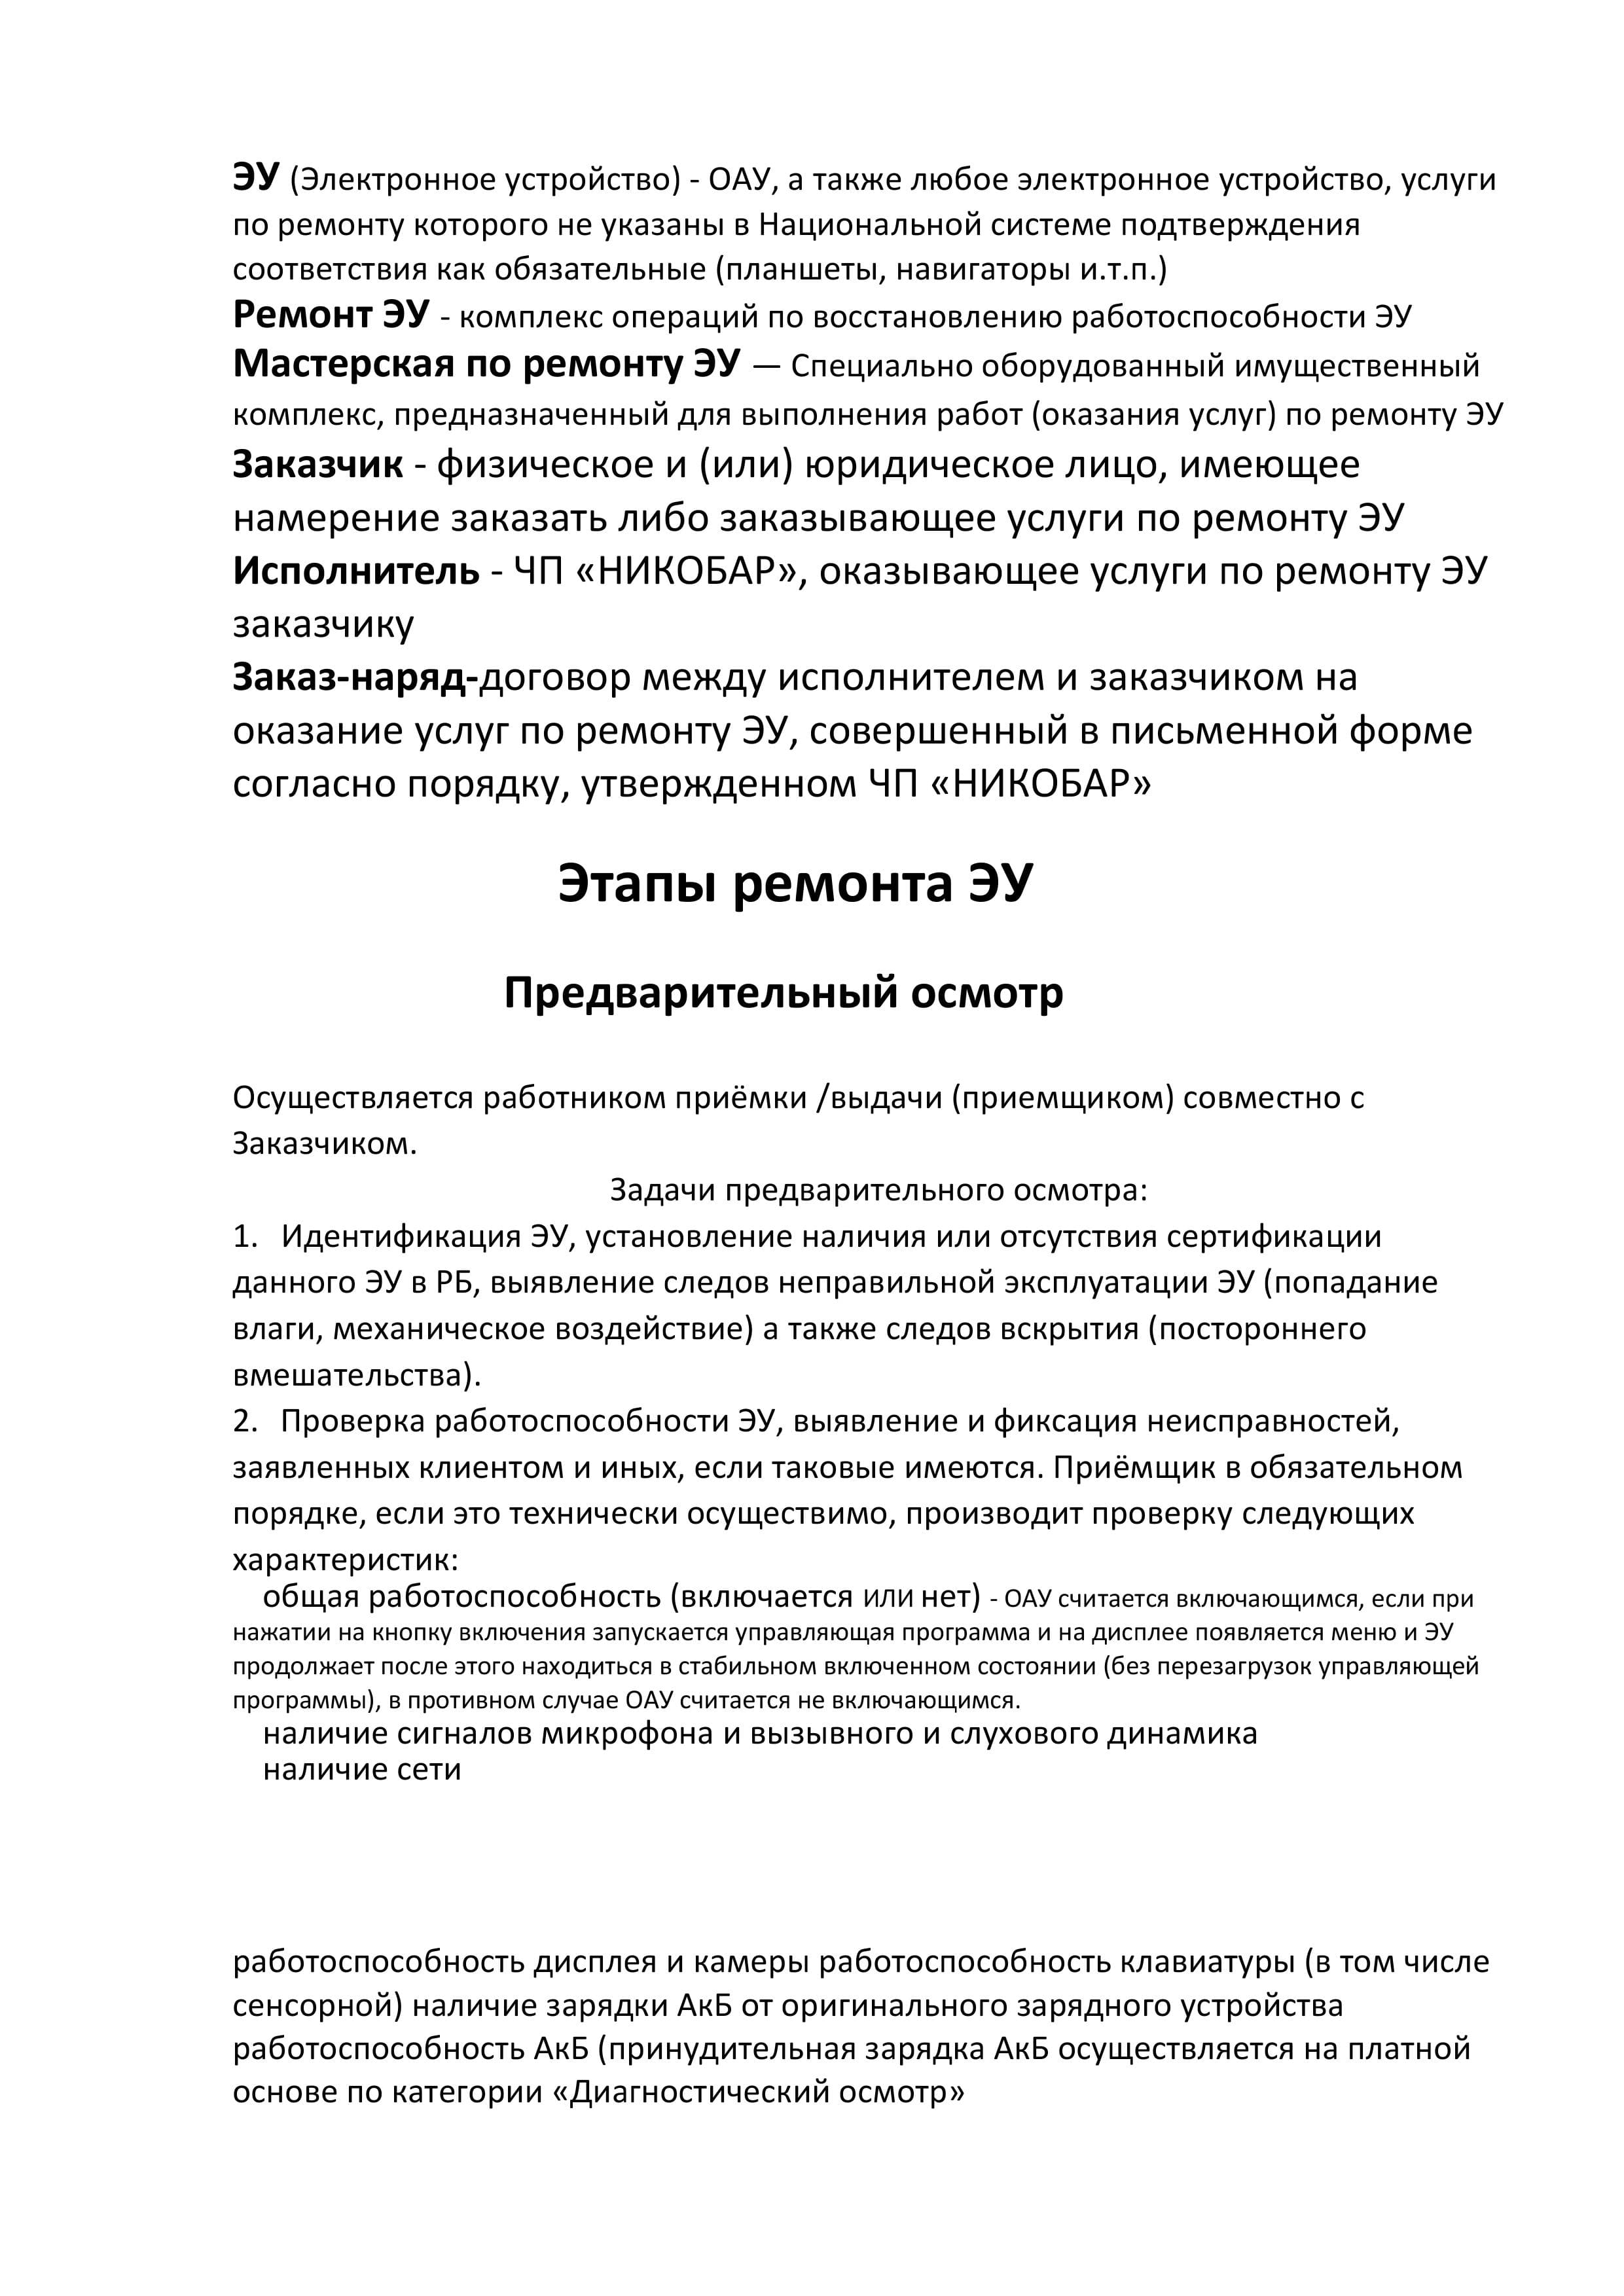 ЭУ (Электронное устройство) - ОАУ, а также любое электронное устройство, услуги
по ремонту которого не указаны в Национальной системе подтверждения
соответствия как обязательные (планшеты, навигаторы и.т.п.)
Ремонт ЭУ - комплекс операций по восстановлению работоспособности ЭУ
Мастерская по ремонту ЭУ — Специально оборудованный имущественный
комплекс, предназначенный для выполнения работ (оказания услуг) по ремонту ЭУ
Заказчик - физическое и (или) юридическое лицо, имеющее
намерение заказать либо заказывающее услуги по ремонту ЭУ
Исполнитель - ЧП «НИКОБАР», оказывающее услуги по ремонту ЭУ
заказчику
Заказ-наряд-договор между исполнителем и заказчиком на
оказание услуг по ремонту ЭУ, совершенный в письменной форме
согласно порядку, утвержденном ЧП «НИКОБАР»
Этапы ремонта ЭУ
Предварительный осмотр
Осуществляется работником приёмки /выдачи (приемщиком) совместно с
Заказчиком.
Задачи предварительного осмотра:
1. Идентификация ЭУ, установление наличия или отсутствия сертификации
данного ЭУ в РБ, выявление следов неправильной эксплуатации ЭУ (попадание
влаги, механическое воздействие) а также следов вскрытия (постороннего
вмешательства).
2. Проверка работоспособности ЭУ, выявление и фиксация неисправностей,
заявленных клиентом и иных, если таковые имеются. Приёмщик в обязательном
порядке, если это технически осуществимо, производит проверку следующих
характеристик:
общая работоспособность (включается ИЛИ нет) - ОАУ считается включающимся, если при
нажатии на кнопку включения запускается управляющая программа и на дисплее появляется меню и ЭУ
продолжает после этого находиться в стабильном включенном состоянии (без перезагрузок управляющей
программы), в противном случае ОАУ считается не включающимся.
наличие сигналов микрофона и вызывного и слухового динамика
наличие сети
работоспособность дисплея и камеры работоспособность клавиатуры (в том числе
сенсорной) наличие зарядки АкБ от оригинального зарядного устройства
работоспособность АкБ (принудительная зарядка АкБ осуществляется на платной
основе по категории «Диагностический осмотр»